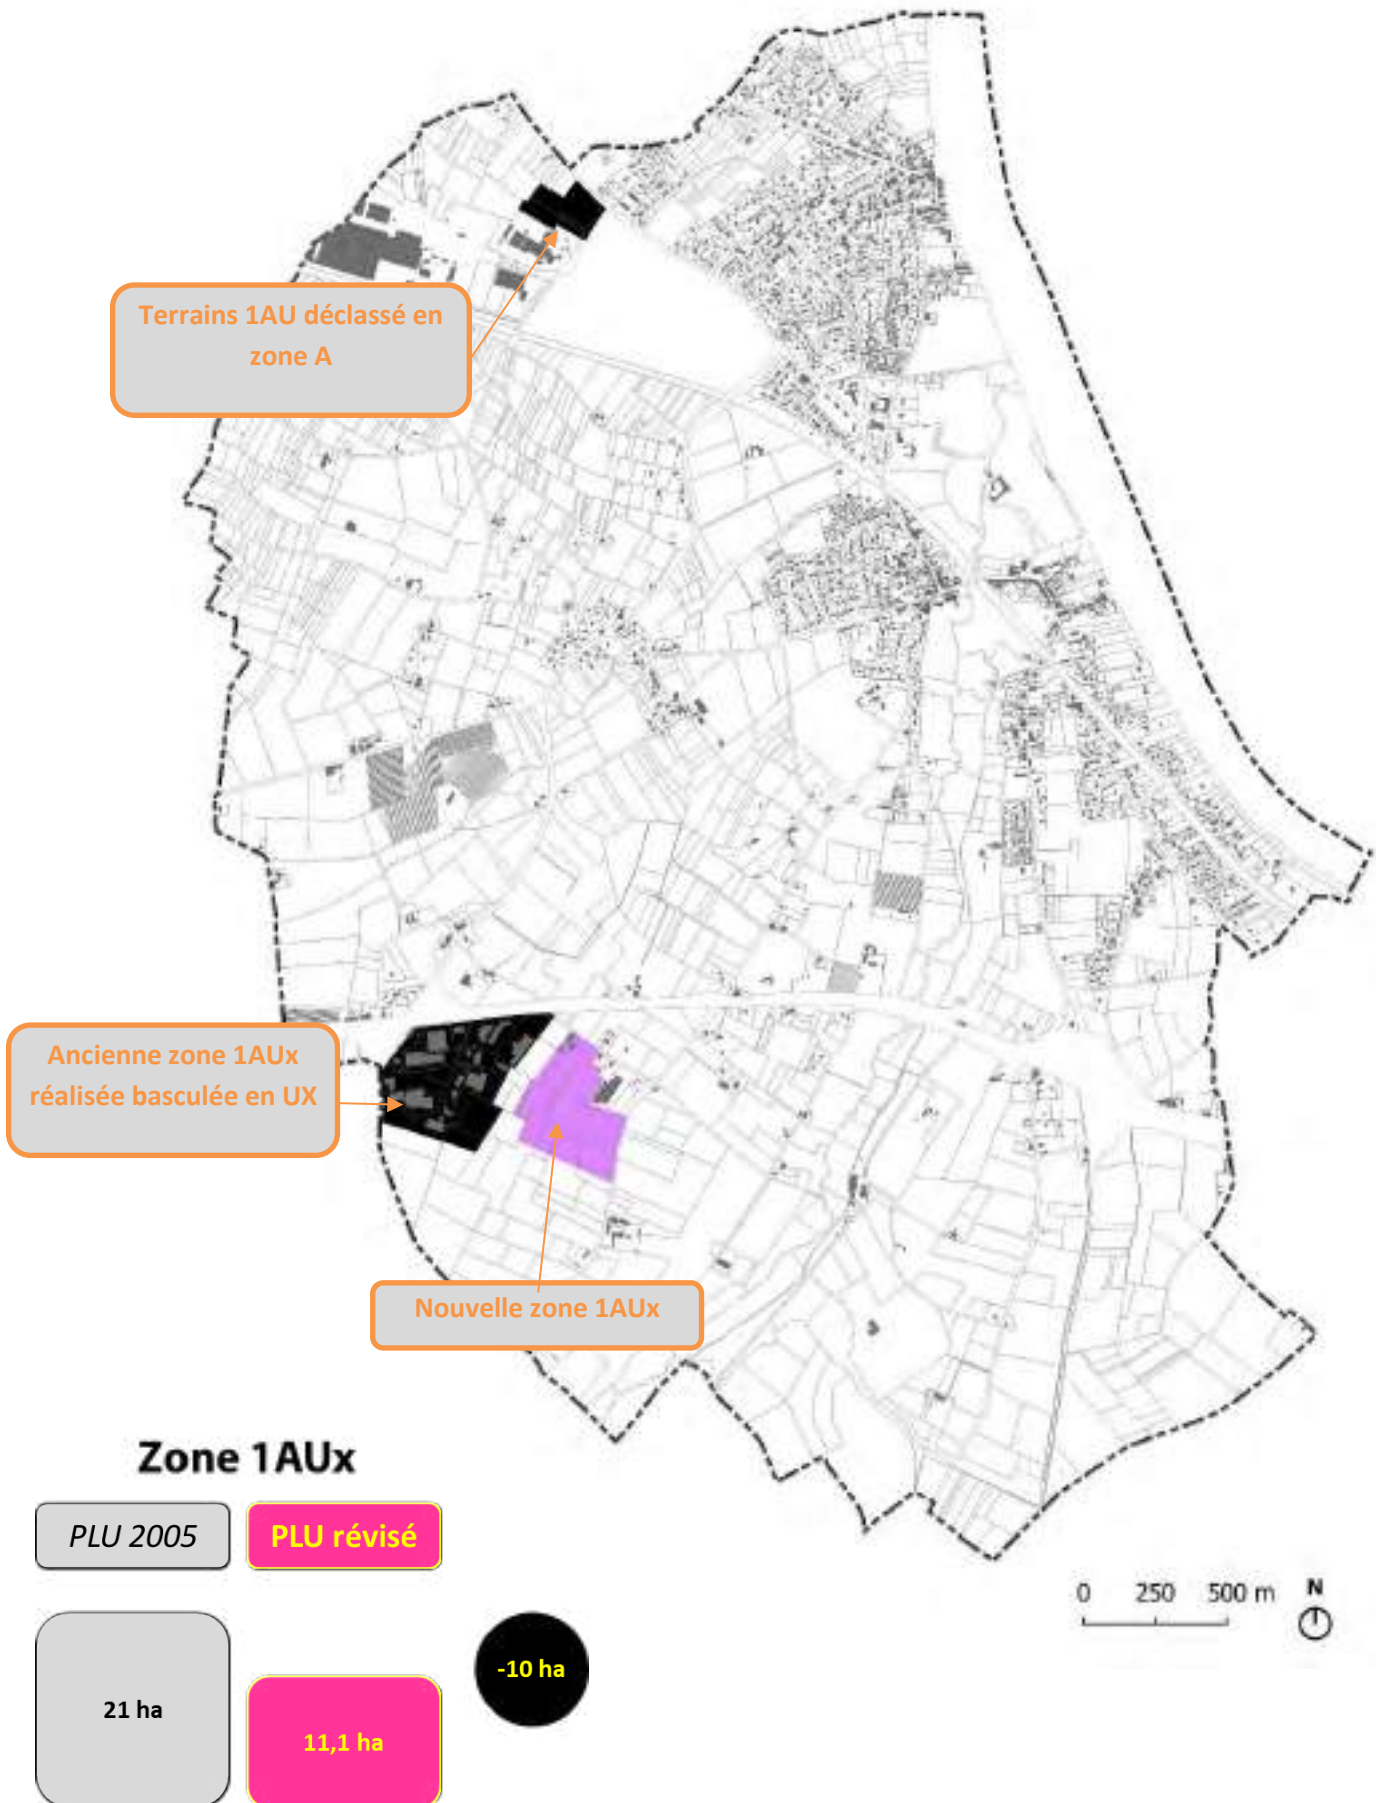 Terrains 1AU déclassé en
zone A
Ancienne zone 1AUx
réalisée basculée en UX
Nouvelle zone 1AUx
Zone 1AUx
PLU 2005
PLU révisé
21 ha
11,1 ha
-10 ha
0 250 500 m
N